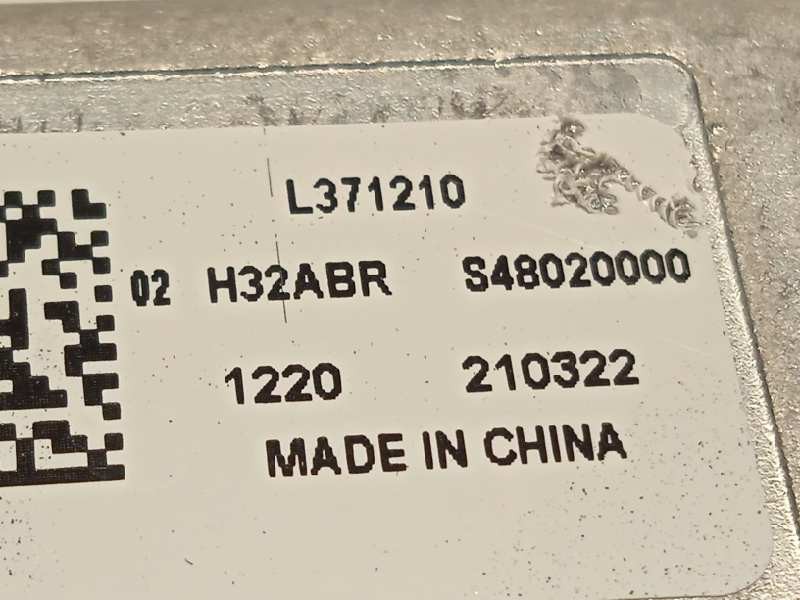 L371210
02 H32ABR S48020000
1220 210322
MADE IN CHINA